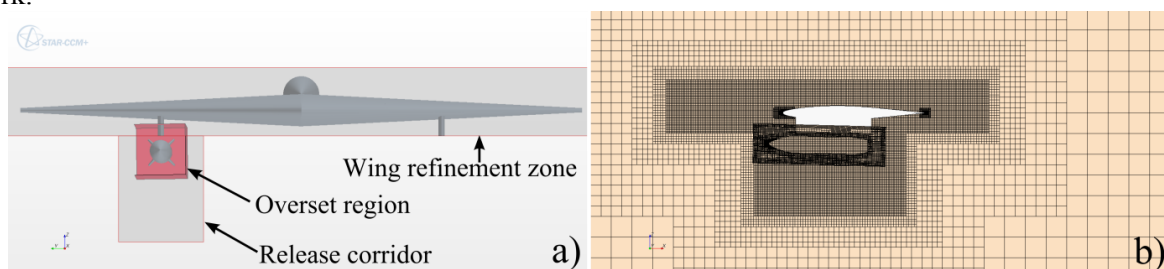 rk.
STAR-CCM+
Wing refinement zone
Overset region
Release corridor
a)
b)